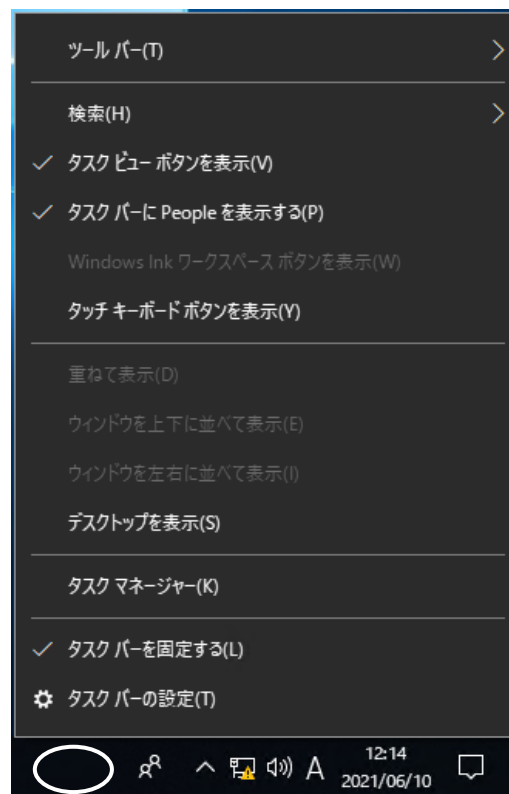 ツール バー(T)
検索(H)
タスク ビュー ボタンを表示(V)
タスク バーに People を表示する(P)
Windows Ink ワークスペース ボタンを表示(W)
タッチ キーボード ボタンを表示(Y)
重ねて表示(D)
ウィンドウを上下に並べて表示(E)
ウィンドウを左右に並べて表示(I)
デスクトップを表示(S)
タスク マネージャー(K)
タスク バーを固定する(L)
タスク バーの設定(T)
A
12:14
2021/06/10